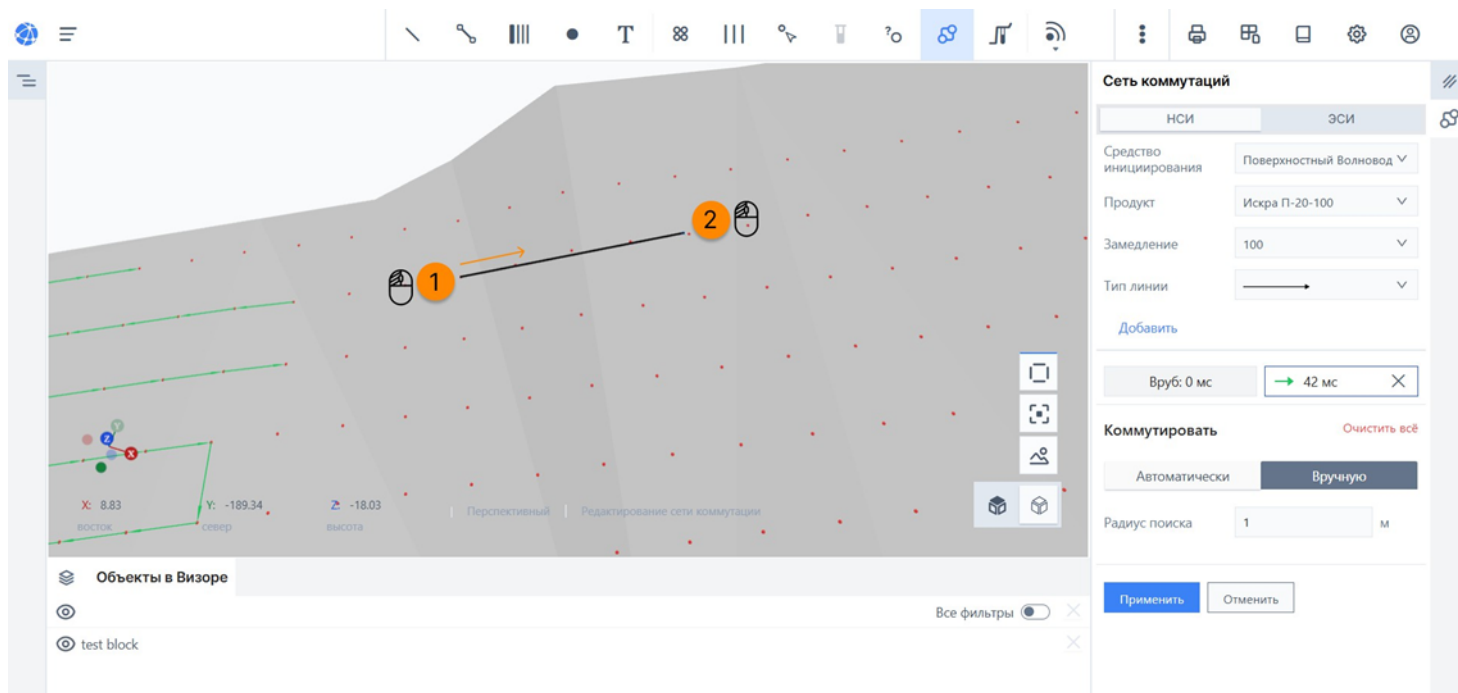 T
?
Сеть коммутаций
НСИ
ЭСИ
Средство
инициирования
Поверхностный Волновод
Продукт
Искра П-20-100
Замедление
100
Тип линии
Добавить
Вруб: 0 мс
42 мс
Коммутировать
Очистить всё
Автоматически
Вручную
Радиус поиска
1
м
Применить
Отменить
1
2
Y
Z
X
X: 8.83
Y: -189.34
Z: -18.03
восток
север
высота
Перспективный
Редактирование сети коммутации
Объекты в Визоре
Все фильтры
test block